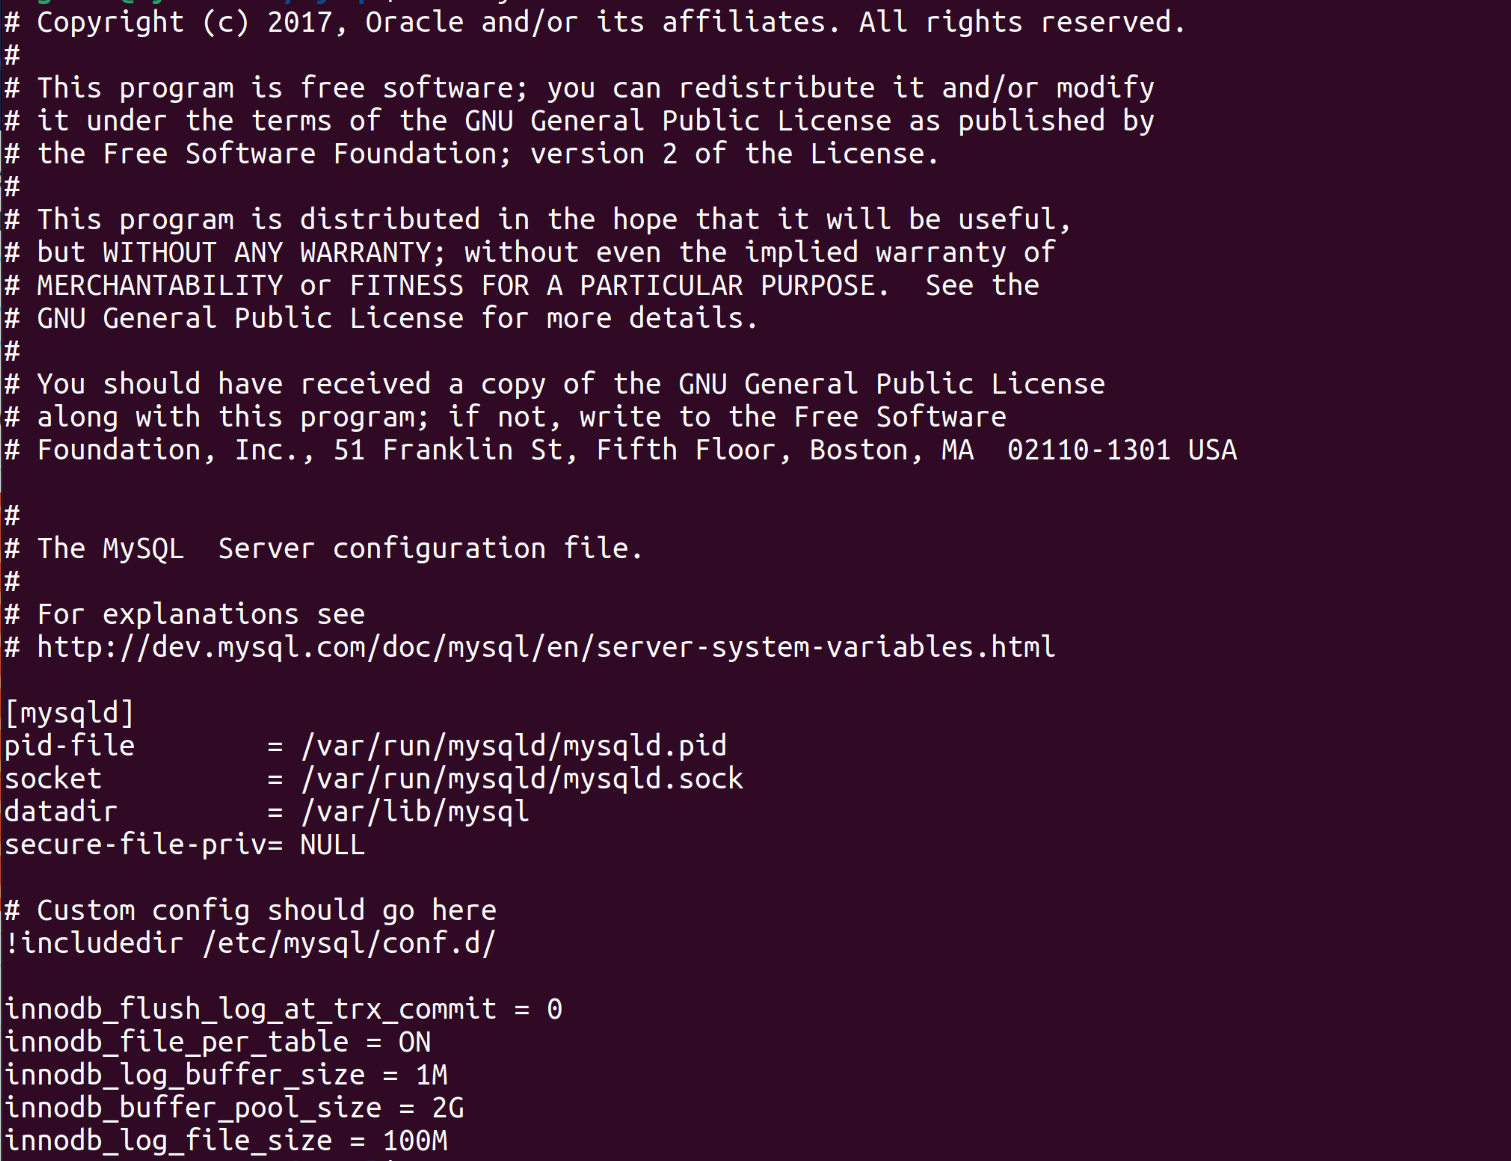 # Copyright (c) 2017, Oracle and/or its affiliates. All rights reserved.
#
# This program is free software; you can redistribute it and/or modify
# it under the terms of the GNU General Public License as published by
# the Free Software Foundation; version 2 of the License.
#
# This program is distributed in the hope that it will be useful,
# but WITHOUT ANY WARRANTY; without even the implied warranty of
# MERCHANTABILITY or FITNESS FOR A PARTICULAR PURPOSE.  See the
# GNU General Public License for more details.
#
# You should have received a copy of the GNU General Public License
# along with this program; if not, write to the Free Software
# Foundation, Inc., 51 Franklin St, Fifth Floor, Boston, MA  02110-1301 USA

#
# The MySQL  Server configuration file.
#
# For explanations see
# http://dev.mysql.com/doc/mysql/en/server-system-variables.html

[mysqld]
pid-file        = /var/run/mysqld/mysqld.pid
socket          = /var/run/mysqld/mysqld.sock
datadir         = /var/lib/mysql
secure-file-priv= NULL

# Custom config should go here
!includedir /etc/mysql/conf.d/

innodb_flush_log_at_trx_commit = 0
innodb_file_per_table = ON
innodb_log_buffer_size = 1M
innodb_buffer_pool_size = 2G
innodb_log_file_size = 100M